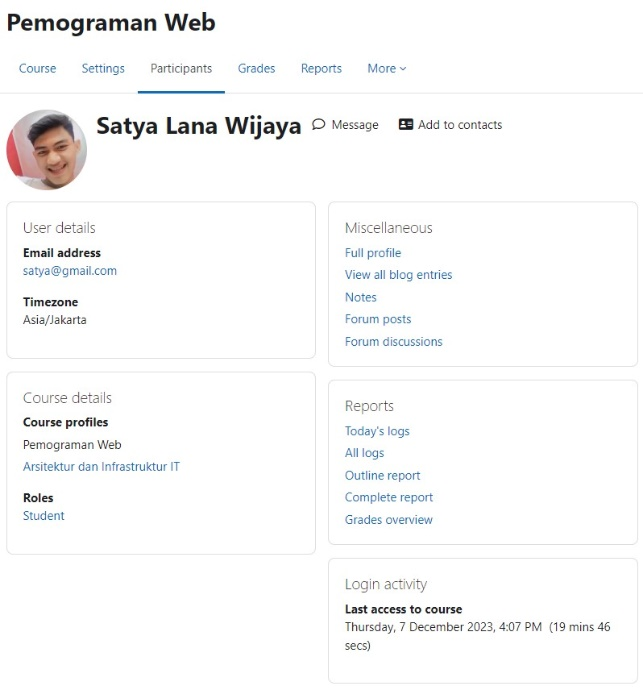 Pemograman Web
Course Settings Participants Grades Reports More
Satya Lana Wijaya Message Add to contacts
User details
Email address
satya@gmail.com
Timezone
Asia/Jakarta
Course details
Course profiles
Pemograman Web
Arsitektur dan Infrastruktur IT
Roles
Student
Miscellaneous
Full profile
View all blog entries
Notes
Forum posts
Forum discussions
Reports
Today's logs
All logs
Outline report
Complete report
Grades overview
Login activity
Last access to course
Thursday, 7 December 2023, 4:07 PM (19 mins 46
secs)